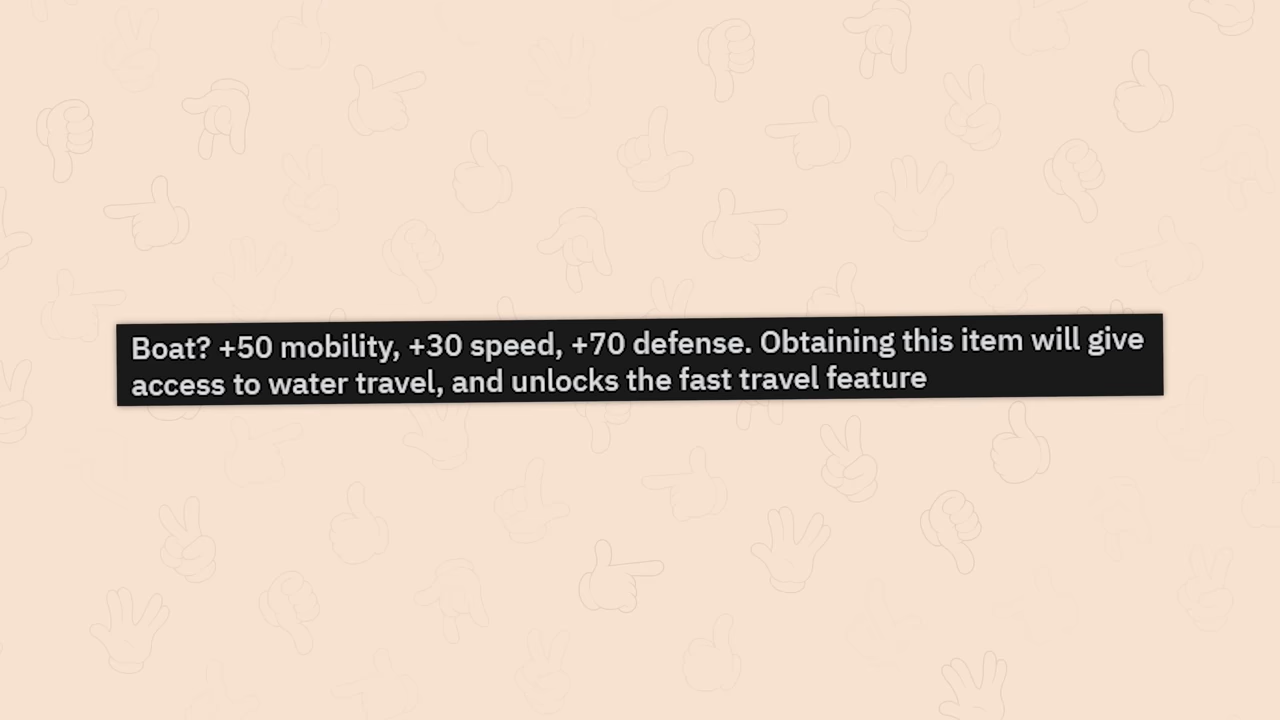 Boat? +50 mobility, +30 speed, +70 defense. Obtaining this item will give
access to water travel, and unlocks the fast travel feature